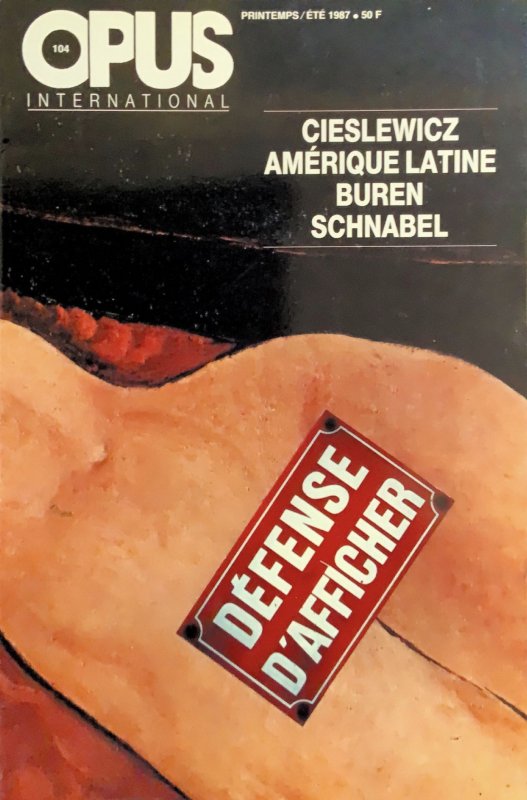 PRINTEMPS/ÉTÉ 1987 • 50 F
104
OPUS
INTERNATIONAL
CIESLEWICZ
AMÉRIQUE LATINE
BUREN
SCHNABEL
DÉFENSE
D'AFFICHER